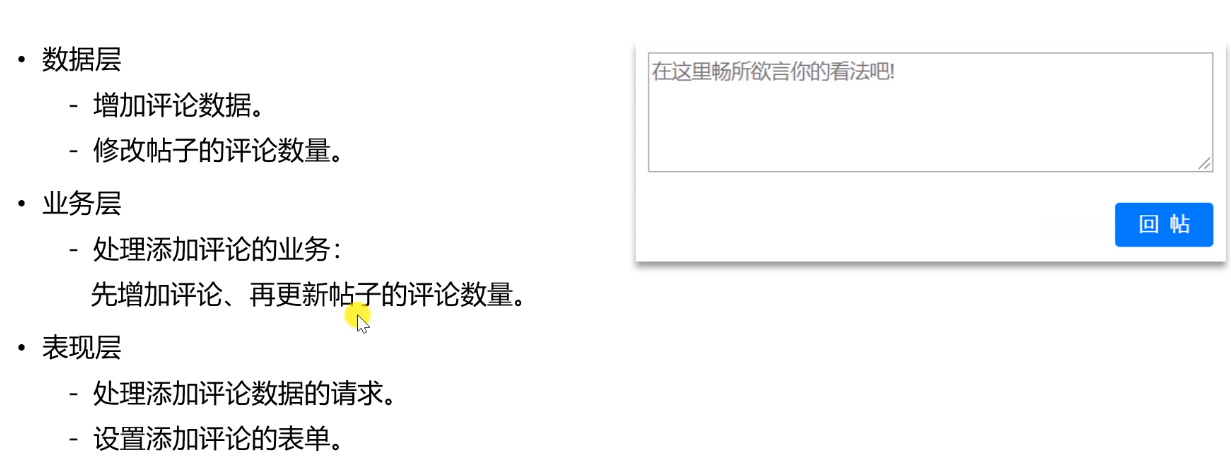 • 数据层
- 增加评论数据。
- 修改帖子的评论数量。
• 业务层
- 处理添加评论的业务：
先增加评论、再更新帖子的评论数量。
• 表现层
- 处理添加评论数据的请求。
- 设置添加评论的表单。
在这里畅所欲言你的看法吧!
回 帖